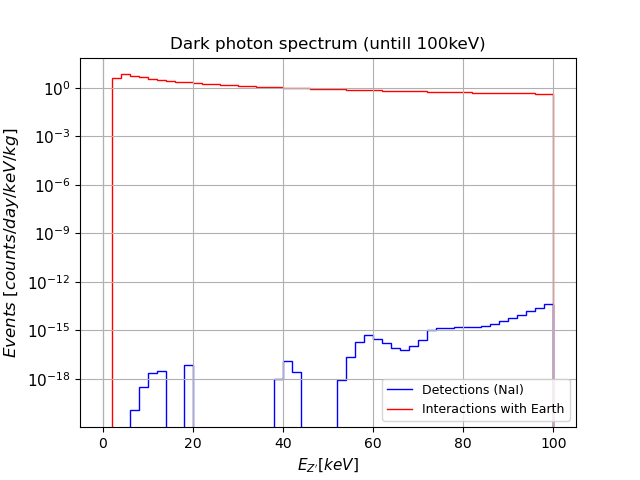 Dark photon spectrum (untill 100keV)
Events [counts/day/keV/kg]
10^0
10^{-3}
10^{-6}
10^{-9}
10^{-12}
10^{-15}
10^{-18}
Detections (NaI)
Interactions with Earth
0 20 40 60 80 100
E_{Z'}[keV]